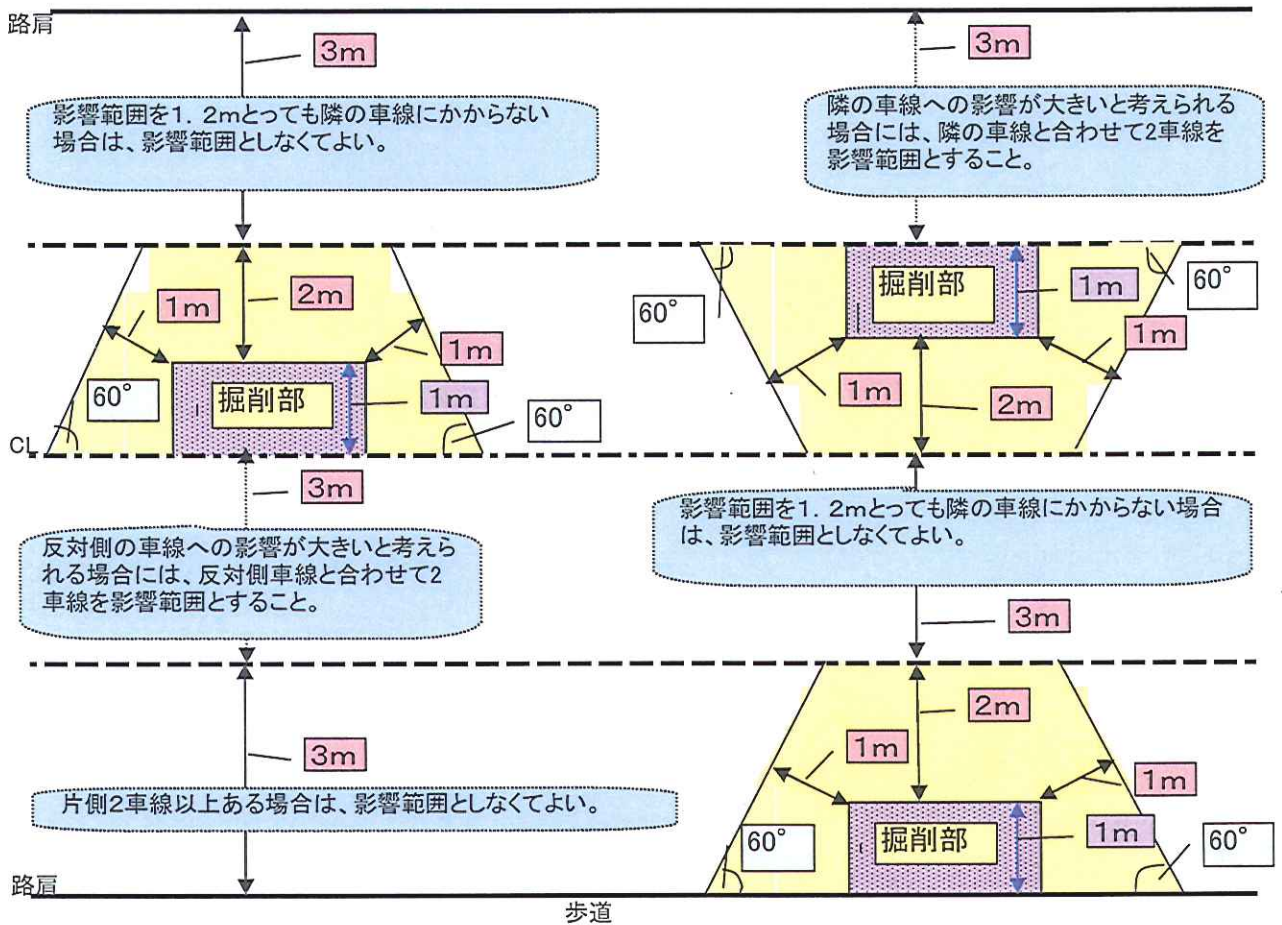 路肩
3m
3m
影響範囲を1.2mとっても隣の車線にかからない
場合は、影響範囲としなくてよい。
隣の車線への影響が大きいと考えられる
場合には、隣の車線と合わせて2車線を
影響範囲とすること。
1m
2m
1m
60°
掘削部
1m
60°
60°
掘削部
1m
60°
1m
1m
2m
CL
3m
反対側の車線への影響が大きいと考えら
れる場合には、反対側車線と合わせて2
車線を影響範囲とすること。
影響範囲を1.2mとっても隣の車線にかからない場合
は、影響範囲としなくてよい。
3m
3m
片側2車線以上ある場合は、影響範囲としなくてよい。
2m
1m
1m
60°
掘削部
1m
60°
路肩
歩道